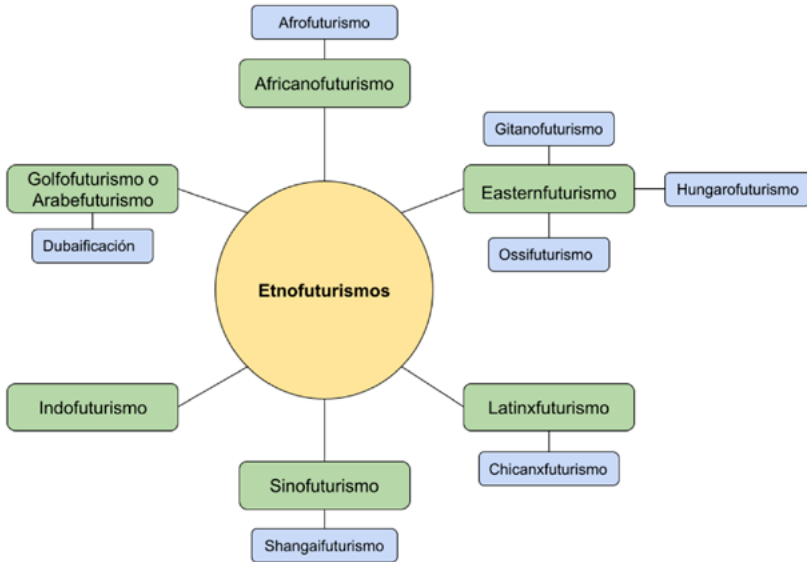 Afrofuturismo
Africanofuturismo
Gitanofuturismo
Golfofuturismo o
Arabefuturismo
Easternfuturismo
Hungarofuturismo
Dubaificación
Ossifuturismo
Etnofuturismos
Indofuturismo
Latinxfuturismo
Chicanxfuturismo
Sinofuturismo
Shangaifuturismo